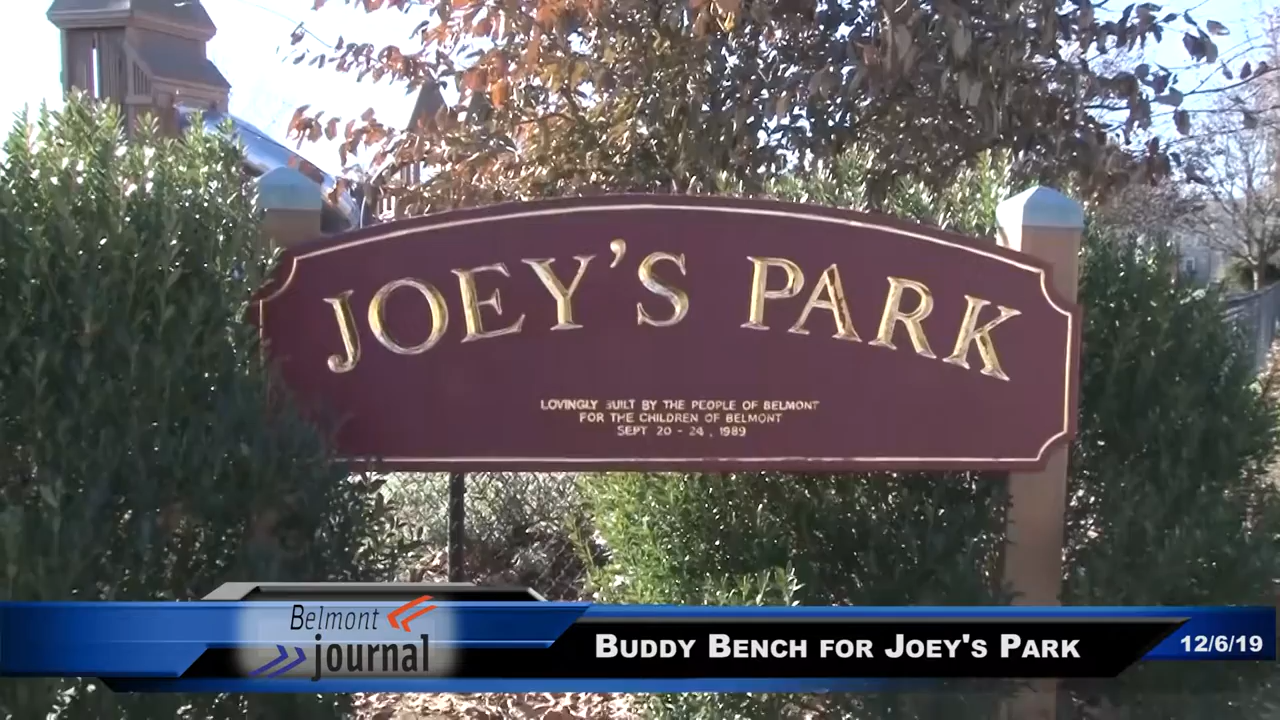 JOEY'S PARK
LOVINGLY BUILT BY THE PEOPLE OF BELMONT
FOR THE CHILDREN OF BELMONT
SEPT 20 - 24, 1989
Belmont
journal
BUDDY BENCH FOR JOEY'S PARK
12/6/19